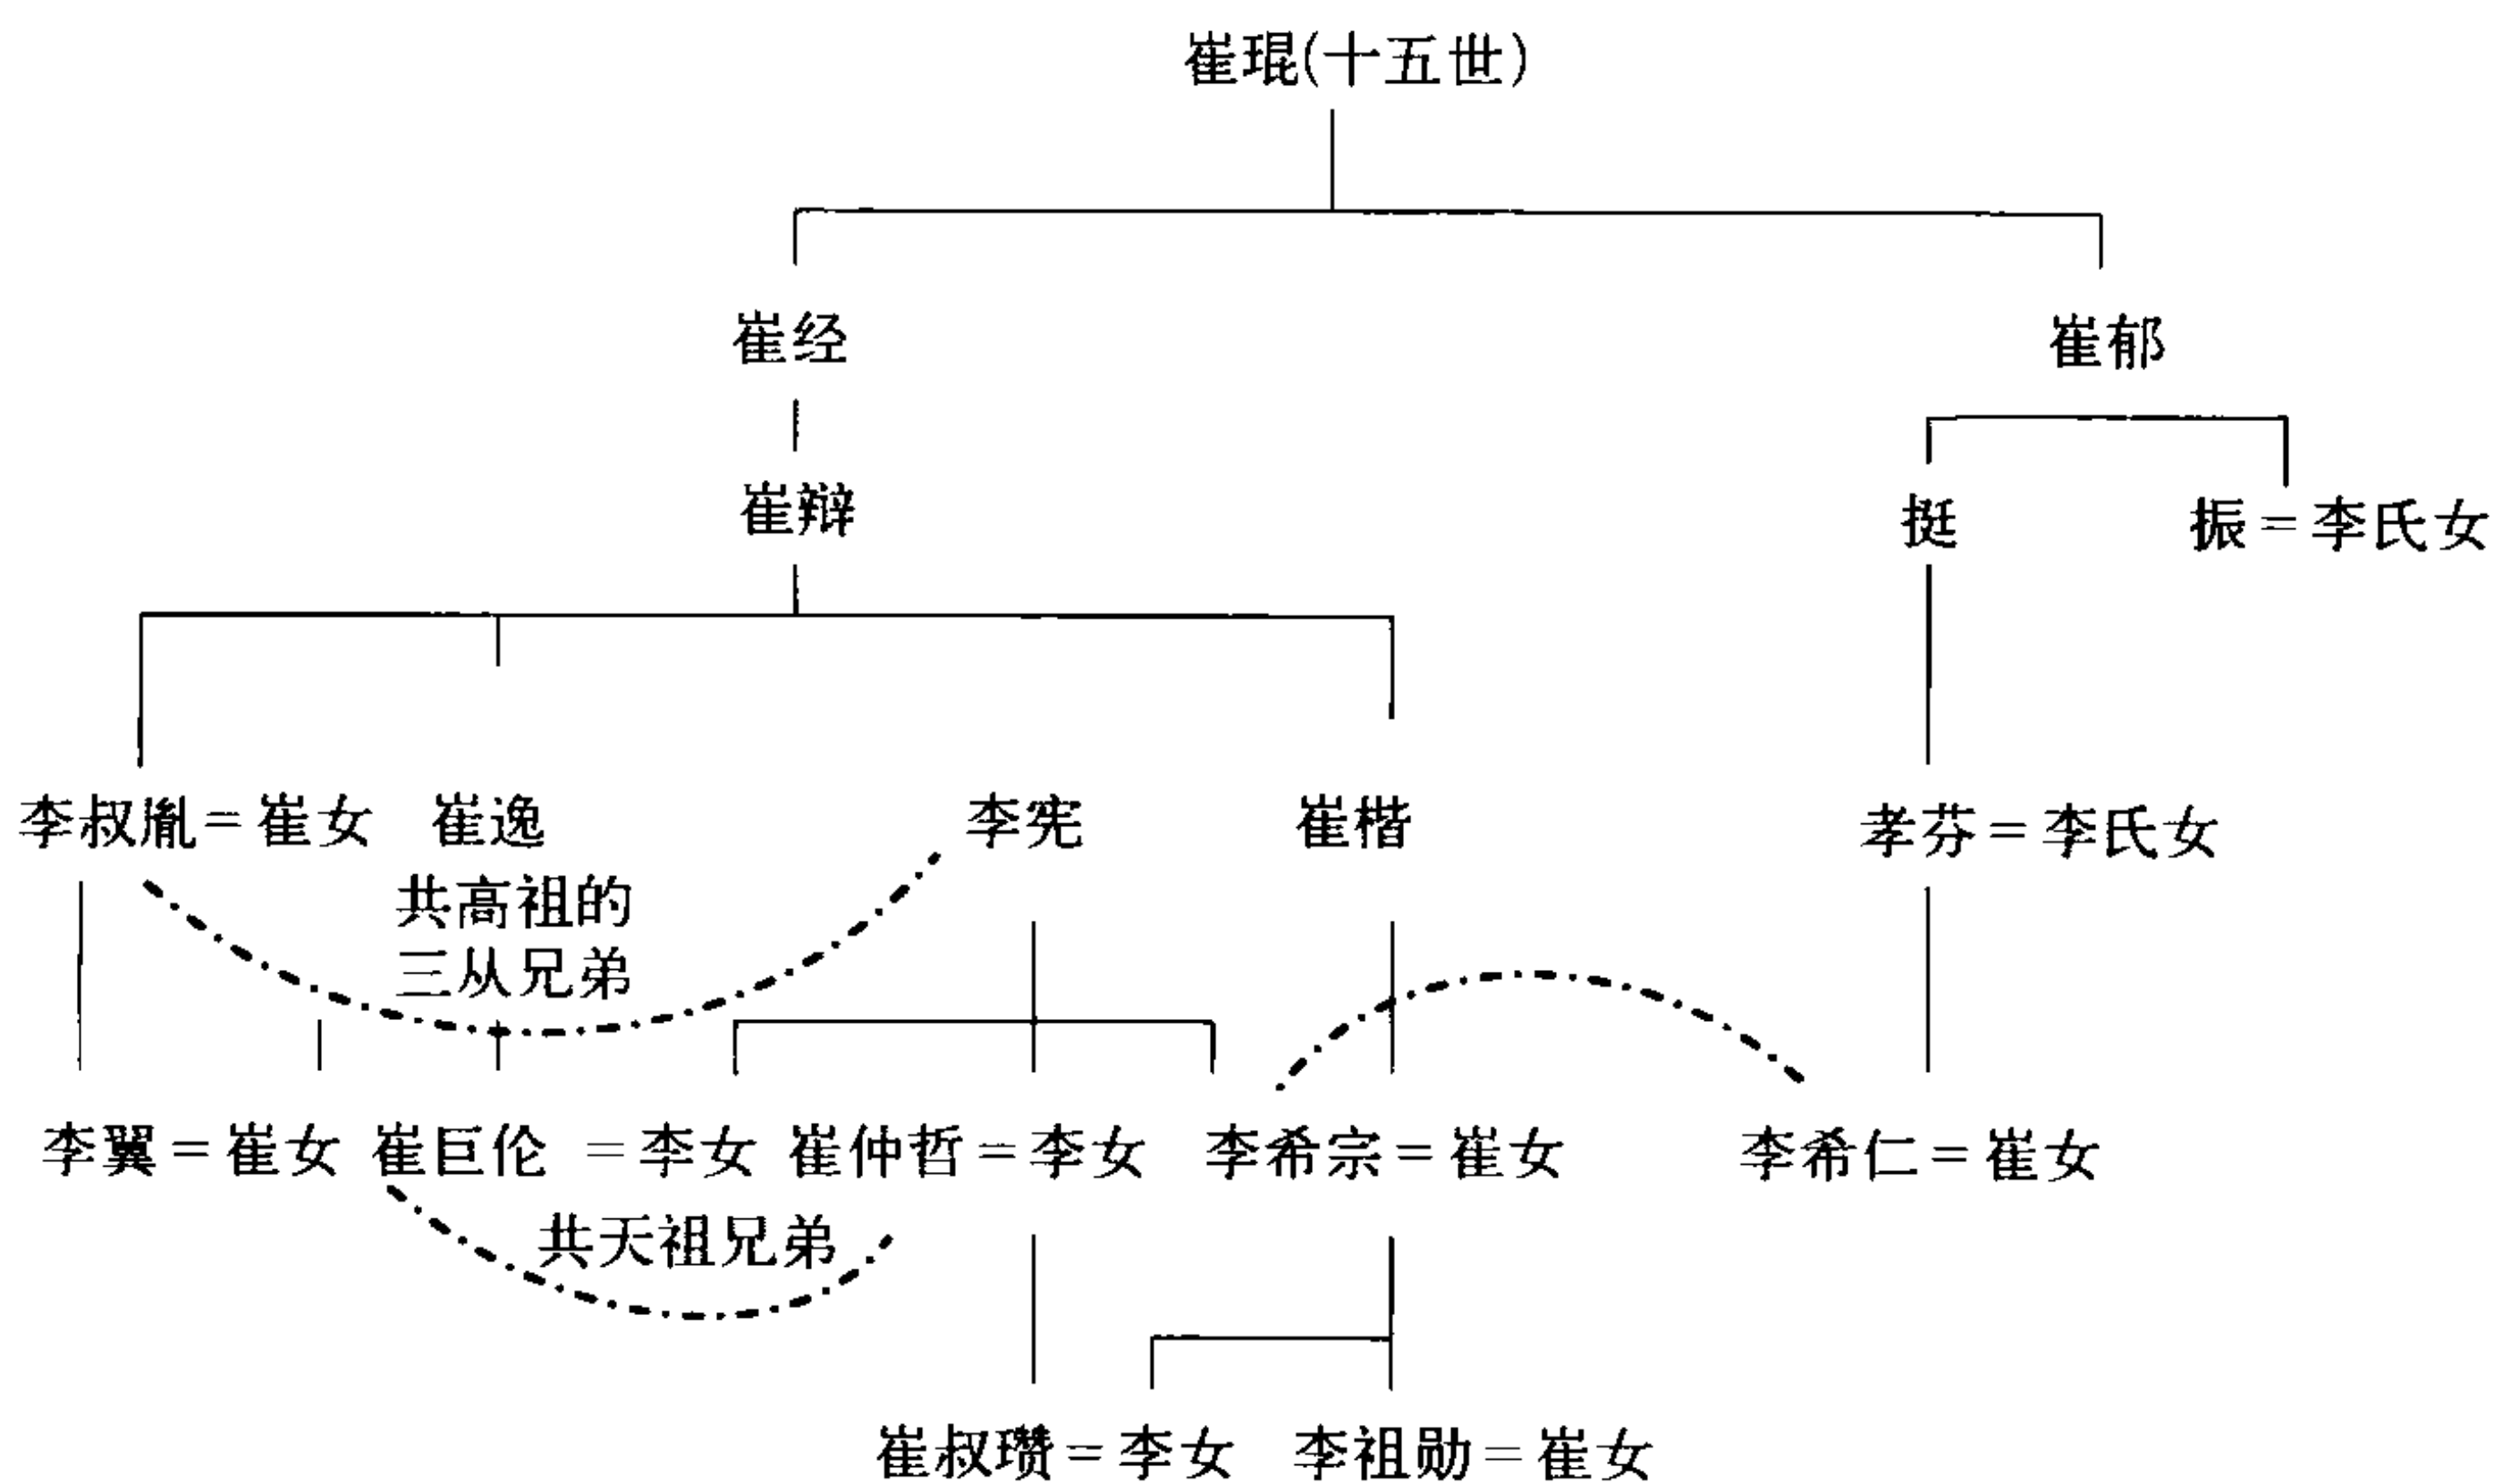 崔琨(十五世)
崔经
崔郁
崔辩
挺
振=李氏女
李叔胤=崔女
崔逸
李宪
崔楷
孝芬=李氏女
共高祖的
三从兄弟
李翼=崔女
崔巨伦 =李女
崔仲哲=李女
李希宗=崔女
李希仁=崔女
共天祖兄弟
崔叔瓒=李女
李祖勋=崔女